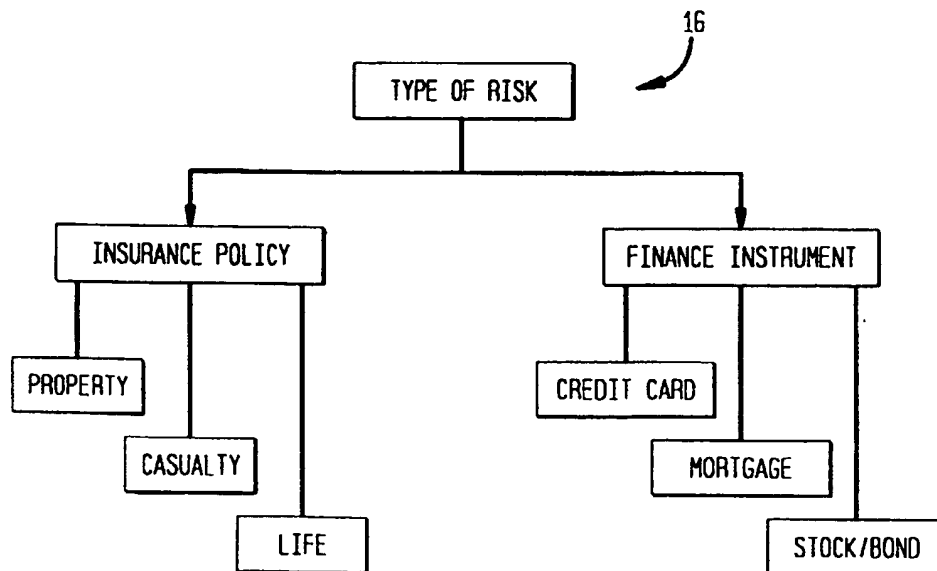 16
TYPE OF RISK
INSURANCE POLICY
FINANCE INSTRUMENT
PROPERTY
CREDIT CARD
CASUALTY
MORTGAGE
LIFE
STOCK/BOND